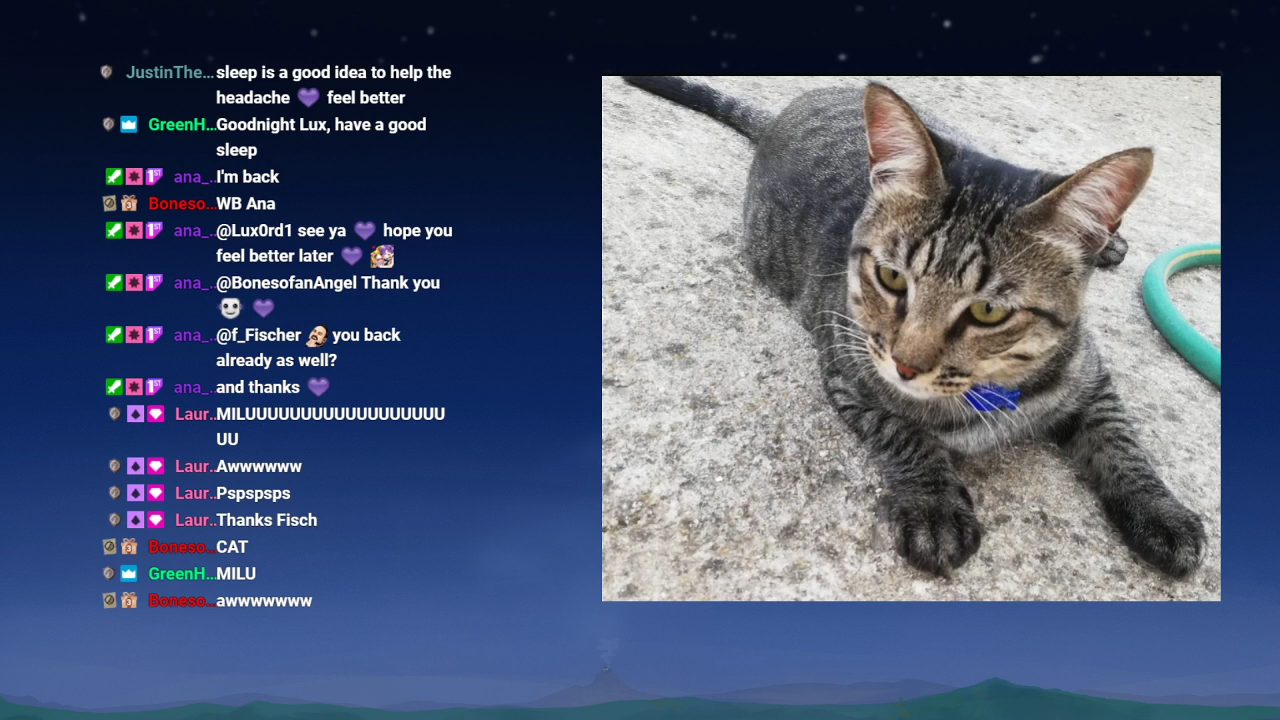 JustinThe... sleep is a good idea to help the
headache 💜 feel better
GreenH... Goodnight Lux, have a good
sleep
ana_... I'm back
Boneso... WB Ana
ana_... @Lux0rd1 see ya 💜 hope you
feel better later 💜
ana_... @BonesofanAngel Thank you
💜
ana_... @f_Fischer you back
already as well?
ana_... and thanks 💜
Laur... MILUUUUUUUUUUUUUUUUUU
UU
Laur... Awwwwww
Laur... Pspspsps
Laur... Thanks Fisch
Boneso... CAT
GreenH... MILU
Boneso... awwwwwww